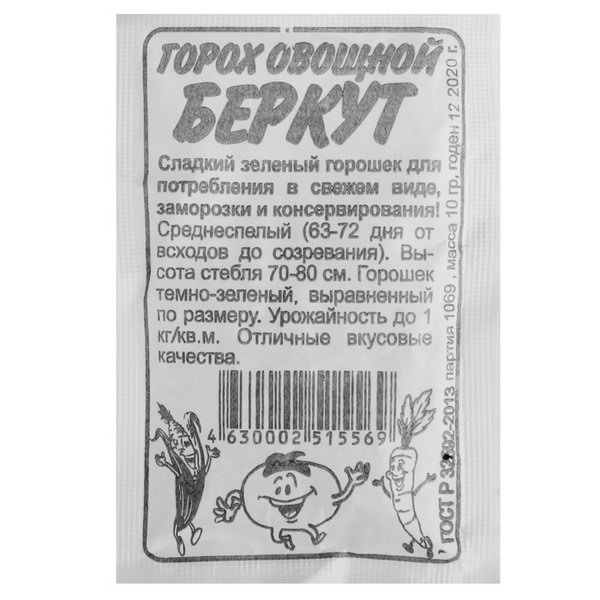 ГОРОХ ОВОЩНОЙ
БЕРКУТ
Сладкий зеленый горошек для
потребления в свежем виде,
заморозки и консервирования!
Среднеспелый (63-72 дня от
всходов до созревания). Вы-
сота стебля 70-80 см. Горошек
темно-зеленый, выравненный
по размеру. Урожайность до 1
кг/кв.м. Отличные вкусовые
качества.
4 630002 515569
ГОСТ Р 32592-2013 партия 1069 , масса 10 гр, годен 12 2020 г.